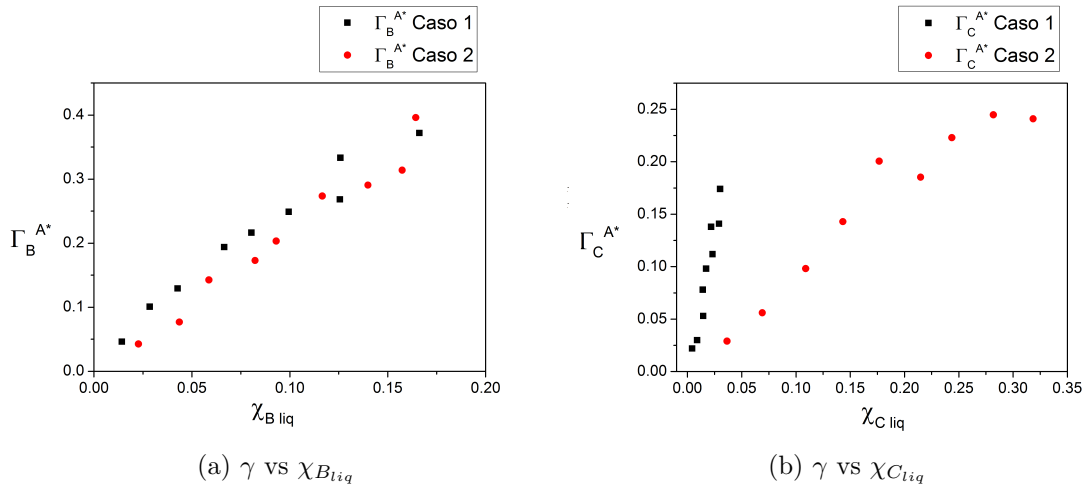 Γ_B^A* Caso 1
Γ_B^A* Caso 2
0.4
0.3
0.2
0.1
0.0
Γ_B^A*
0.00 0.05 0.10 0.15 0.20
χ_B liq
(a) γ vs χ_B_liq
Γ_C^A* Caso 1
Γ_C^A* Caso 2
0.25
0.20
0.15
0.10
0.05
0.00
Γ_C^A*
0.00 0.05 0.10 0.15 0.20 0.25 0.30 0.35
χ_C liq
(b) γ vs χ_C_liq